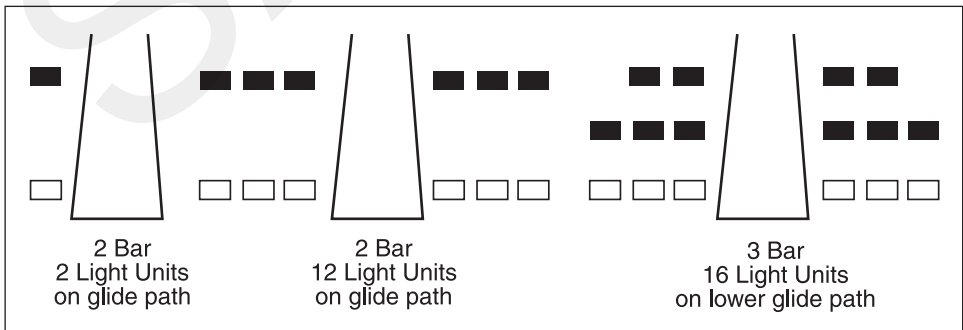 2 Bar
2 Light Units
on glide path
2 Bar
12 Light Units
on glide path
3 Bar
16 Light Units
on lower glide path